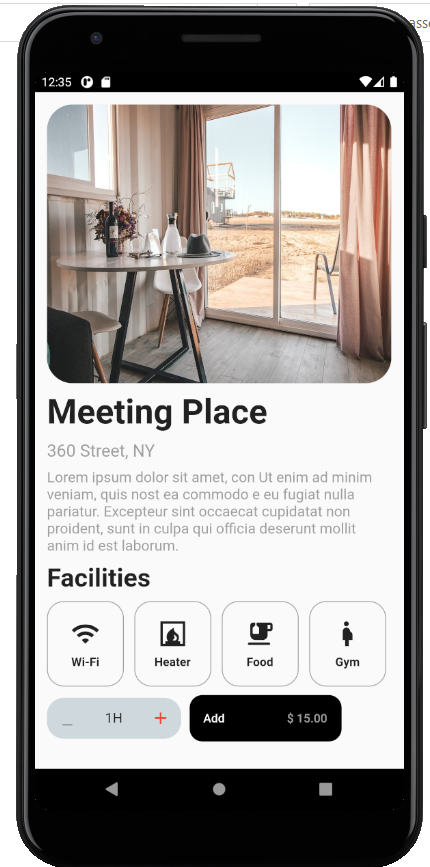 asse
12:35
Meeting Place
360 Street, NY
Lorem ipsum dolor sit amet, con Ut enim ad minim
veniam, quis nost ea commodo e eu fugiat nulla
pariatur. Excepteur sint occaecat cupidatat non
proident, sunt in culpa qui officia deserunt mollit
anim id est laborum.
Facilities
Wi-Fi Heater Food Gym
_ 1H + Add $ 15.00